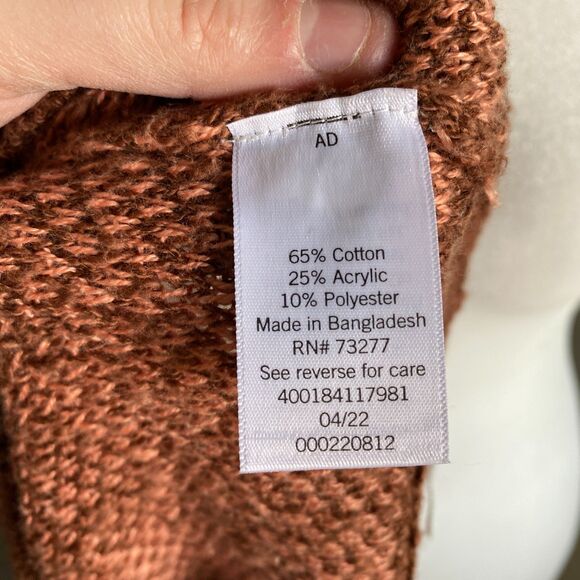 AD
65% Cotton
25% Acrylic
10% Polyester
Made in Bangladesh
RN# 73277
See reverse for care
400184117981
04/22
000220812